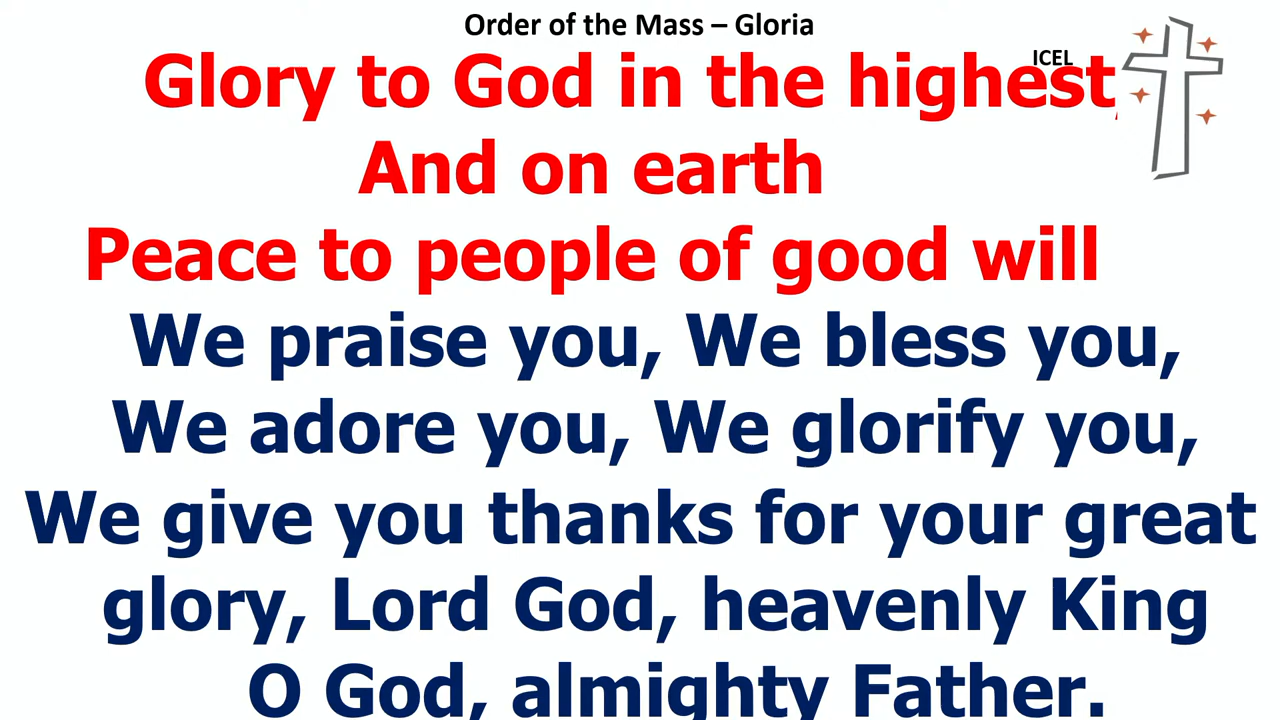 Order of the Mass – Gloria
ICEL
Glory to God in the highest,
And on earth
Peace to people of good will
We praise you, We bless you,
We adore you, We glorify you,
We give you thanks for your great
glory, Lord God, heavenly King
O God, almighty Father.